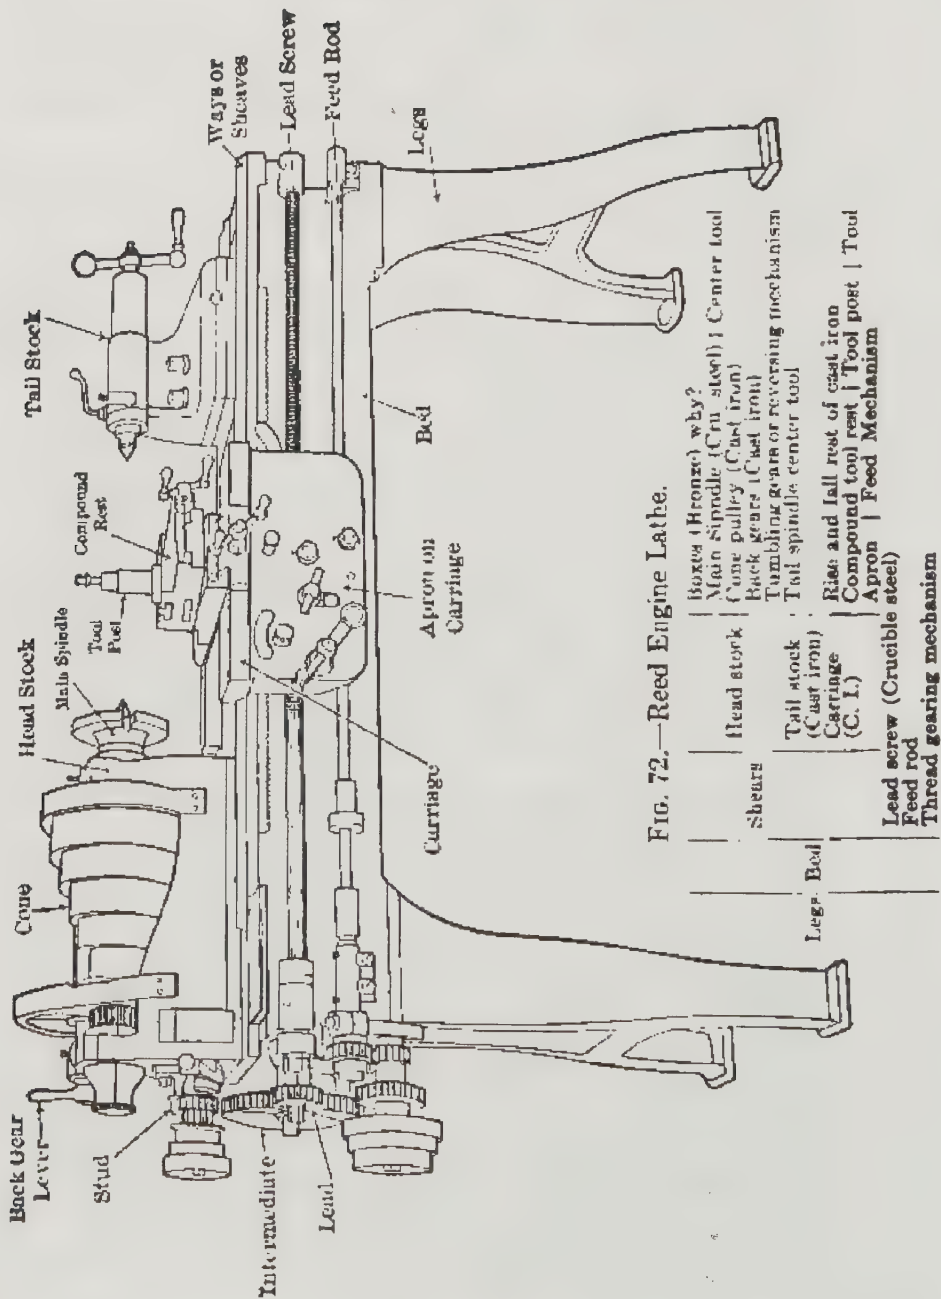 Back Gear
Lever
Stud
Intermediate
Lead
Cone
Head Stock
Main Spindle
Tool
Post
Compound
Rest
Tail Stock
Ways or
Sheaves
Lead Screw
Feed Rod
Legs
Bed
Apron on
Carriage
Carriage
FIG. 72.—Reed Engine Lathe.
Legs
Bed
Shears
Head stock
Boxes (Bronze) why?
Main Sipndle (Cru steel) | Center tool
Cone pulley (Cast iron)
Back gears (Cast iron)
Tumbling gears or reversing mechanism
Tail stock
(Cast iron)
Tail spindle center tool
Carringe
(C. I.)
Rise and fall rest of cast iron
Compound tool rest | Tool post | Tool
Apron | Feed Mechanism
Lead screw (Crucible steel)
Feed rod
Thread gearing mechanism